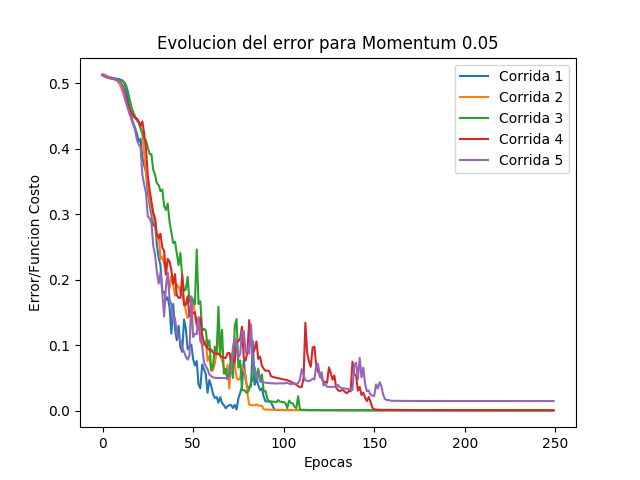 Evolucion del error para Momentum 0.05
Error/Funcion Costo
0.5
0.4
0.3
0.2
0.1
0.0
0
50
100
150
200
250
Epocas
Corrida 1
Corrida 2
Corrida 3
Corrida 4
Corrida 5